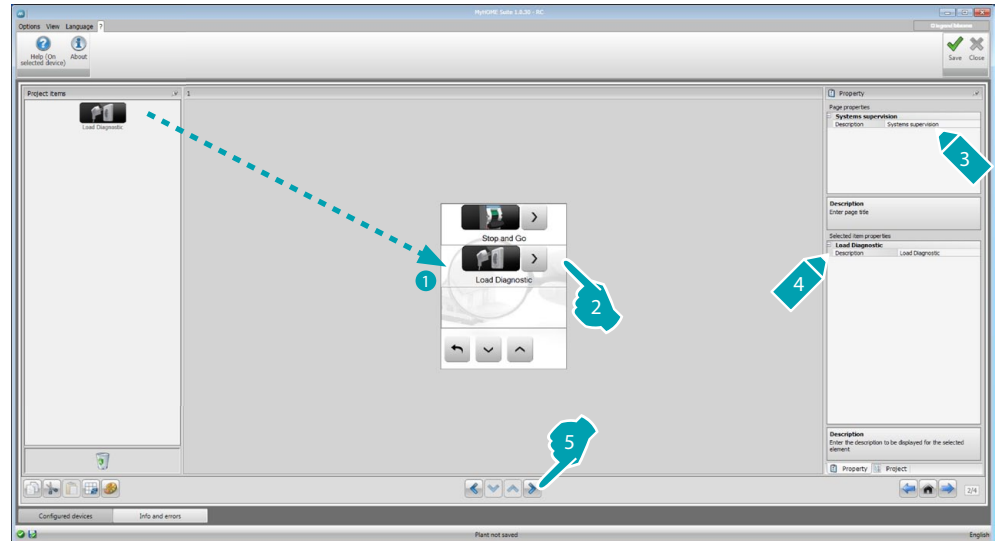 MyHOME Suite 1.6.30 - RC
Options View Language ?
Help (On
selected device)
About
Save Close
Project items
1
Load Diagnostic
Stop and Go
Load Diagnostic
1
2
3
4
5
Property
Page properties
Systems supervision
Description Systems supervision
Description
Enter page title
Selected item properties
Load Diagnostic
Description Load Diagnostic
Description
Enter the description to be displayed for the selected
element
Property Project
2/4
Configured devices Info and errors
Plant not saved
English